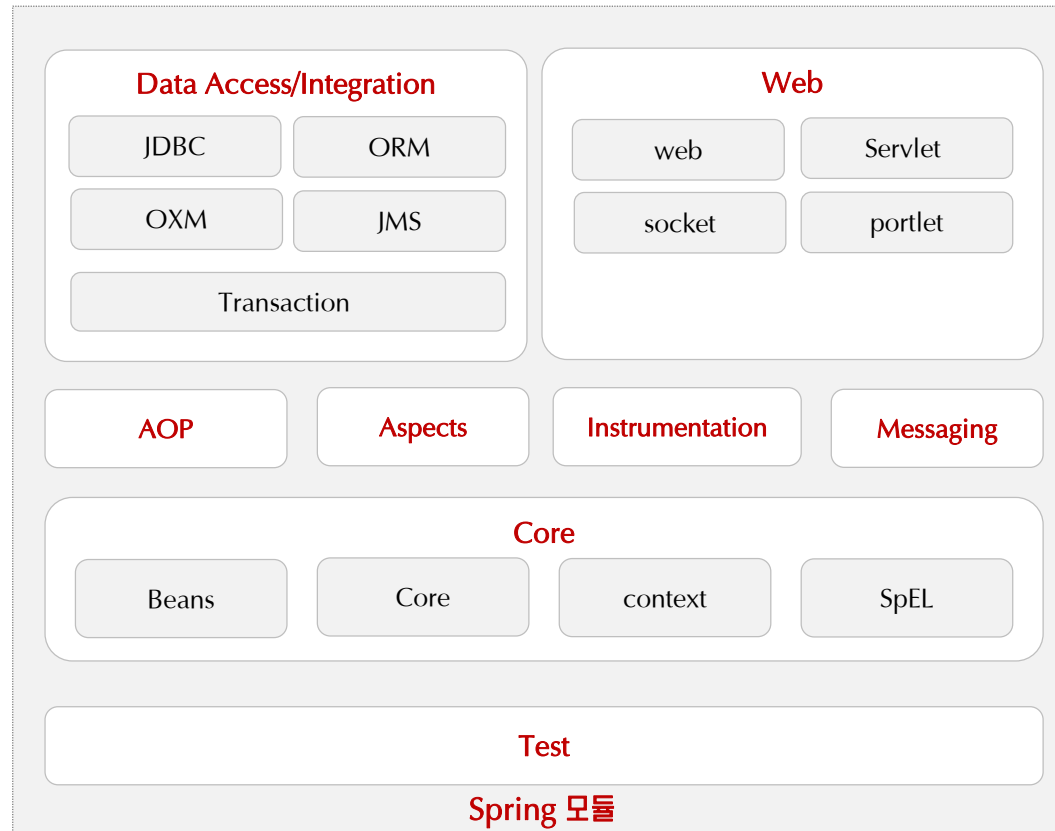 Data Access/Integration
JDBC
ORM
OXM
JMS
Transaction
Web
web
Servlet
socket
portlet
AOP
Aspects
Instrumentation
Messaging
Core
Beans
Core
context
SpEL
Test
Spring 모듈